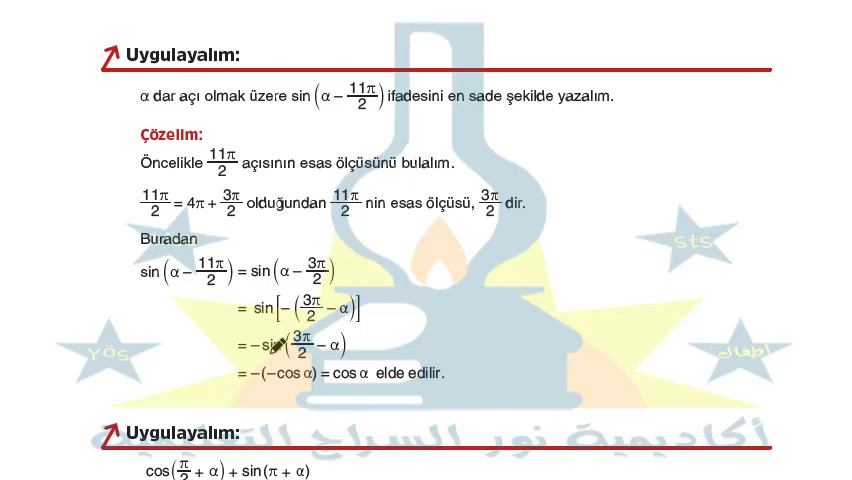 Uygulayalım:
α dar açı olmak üzere sin (α – 11π/2) ifadesini en sade şekilde yazalım.
Çözelim:
Öncelikle 11π/2 açısının esas ölçüsünü bulalım.
11π/2 = 4π + 3π/2 olduğundan 11π/2 nin esas ölçüsü, 3π/2 dir.
Buradan
sin (α – 11π/2) = sin (α – 3π/2)
= sin [– (3π/2 – α)]
= – sin (3π/2 – α)
= –(–cos α) = cos α elde edilir.
sts
YÖS
أطفال
أكاديمية نور السراج التعليمية
Uygulayalım:
cos(π/2 + α) + sin(π + α)